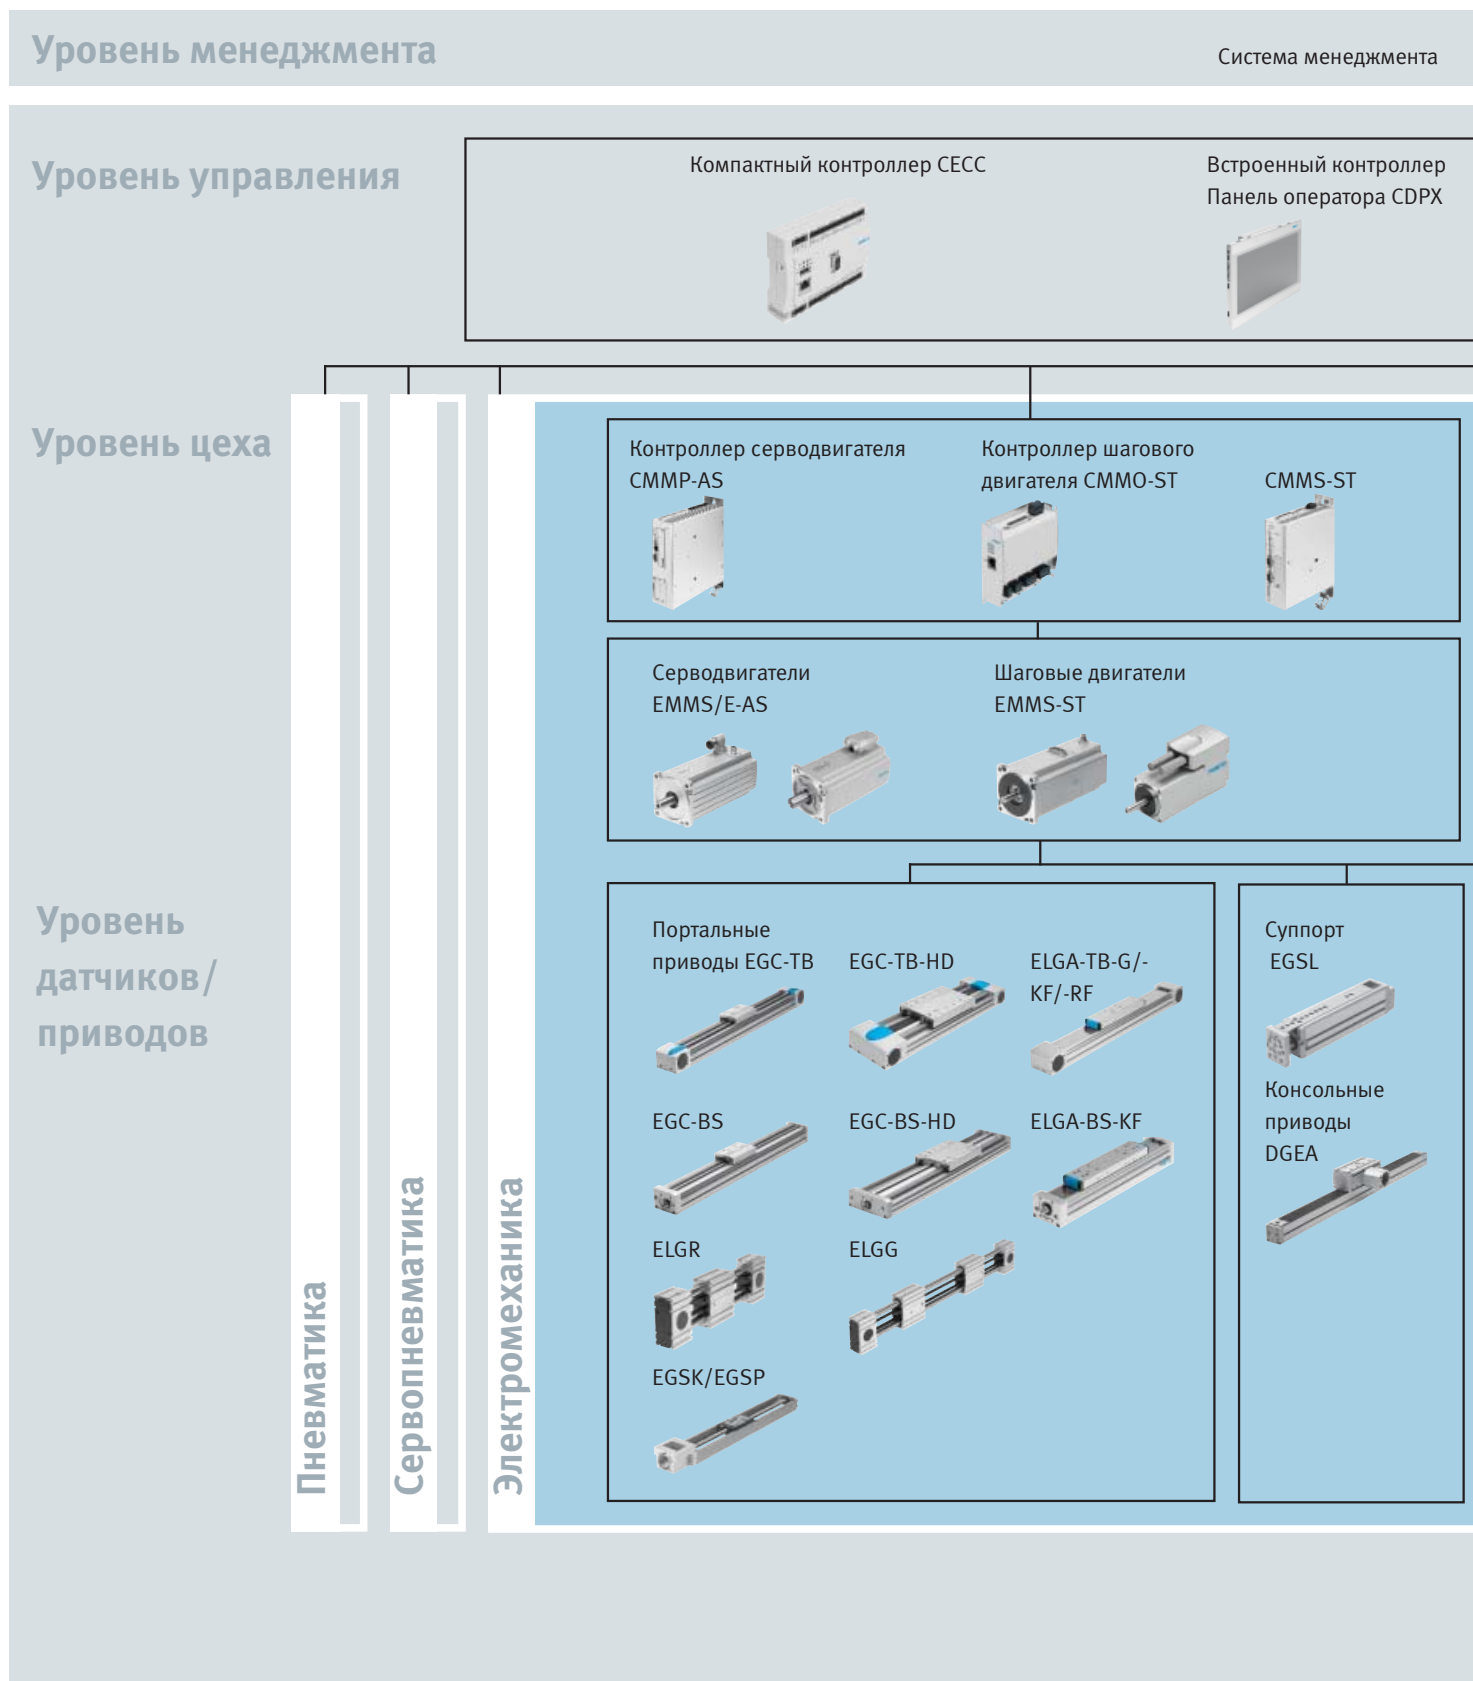 Уровень менеджмента
Система менеджмента
Уровень управления
Компактный контроллер CECC
Встроенный контроллер
Панель оператора CDPX
Уровень цеха
Контроллер серводвигателя
CMMP-AS
Контроллер шагового
двигателя CMMO-ST
CMMS-ST
Серводвигатели
EMMS/E-AS
Шаговые двигатели
EMMS-ST
Уровень
датчиков/
приводов
Портальные
приводы EGC-TB
EGC-TB-HD
ELGA-TB-G/-
KF/-RF
Суппорт
EGSL
Консольные
приводы
DGEA
EGC-BS
EGC-BS-HD
ELGA-BS-KF
ELGR
ELGG
EGSK/EGSP
Пневматика
Сервопневматика
Электромеханика